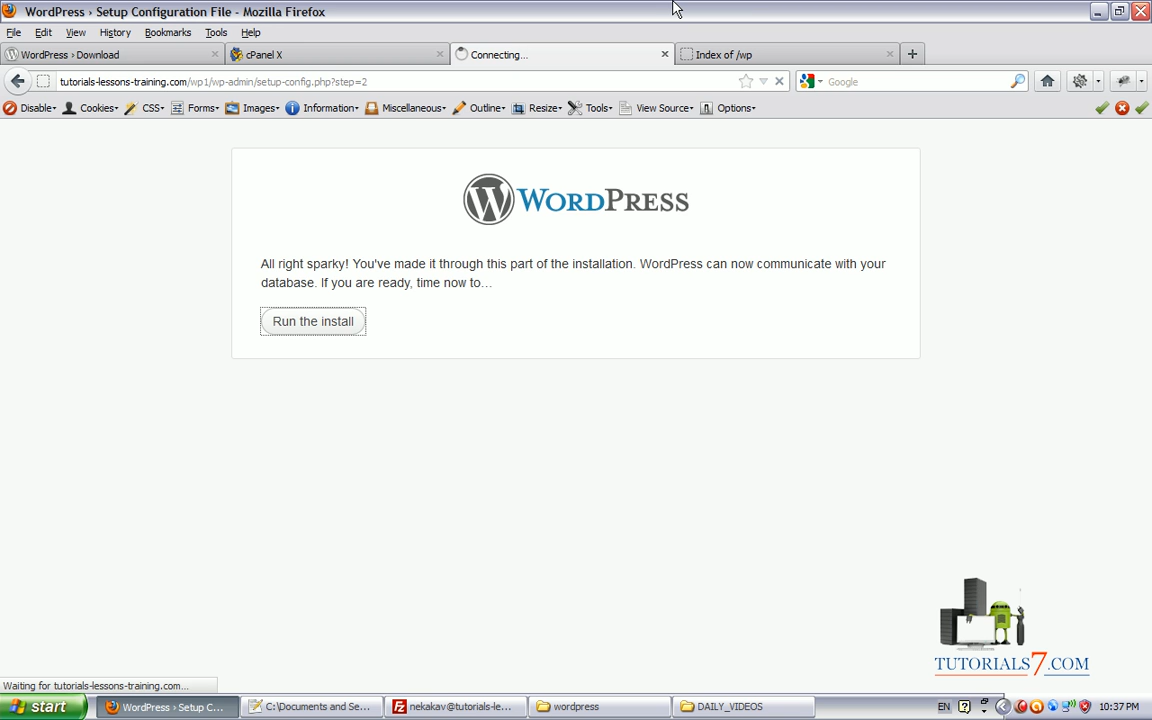 WordPress › Setup Configuration File - Mozilla Firefox
File Edit View History Bookmarks Tools Help
WordPress › Download
cPanel X
Connecting...
Index of /wp
tutorials-lessons-training.com/wp1/wp-admin/setup-config.php?step=2
Google
Disable Cookies CSS Forms Images Information Miscellaneous Outline Resize Tools View Source Options
WORDPRESS
All right sparky! You've made it through this part of the installation. WordPress can now communicate with your
database. If you are ready, time now to…
Run the install
TUTORIALS7.COM
Waiting for tutorials-lessons-training.com...
start
WordPress › Setup C...
C:\Documents and Se...
nekakav@tutorials-le...
wordpress
DAILY_VIDEOS
EN
10:37 PM